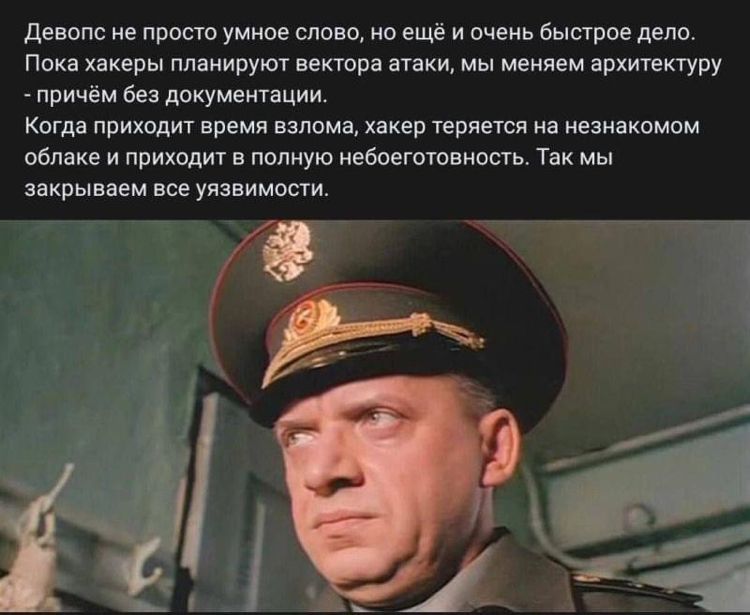 Девопс не просто умное слово, но ещё и очень быстрое дело.
Пока хакеры планируют вектора атаки, мы меняем архитектуру
- причём без документации.
Когда приходит время взлома, хакер теряется на незнакомом
облаке и приходит в полную небоеготовность. Так мы
закрываем все уязвимости.